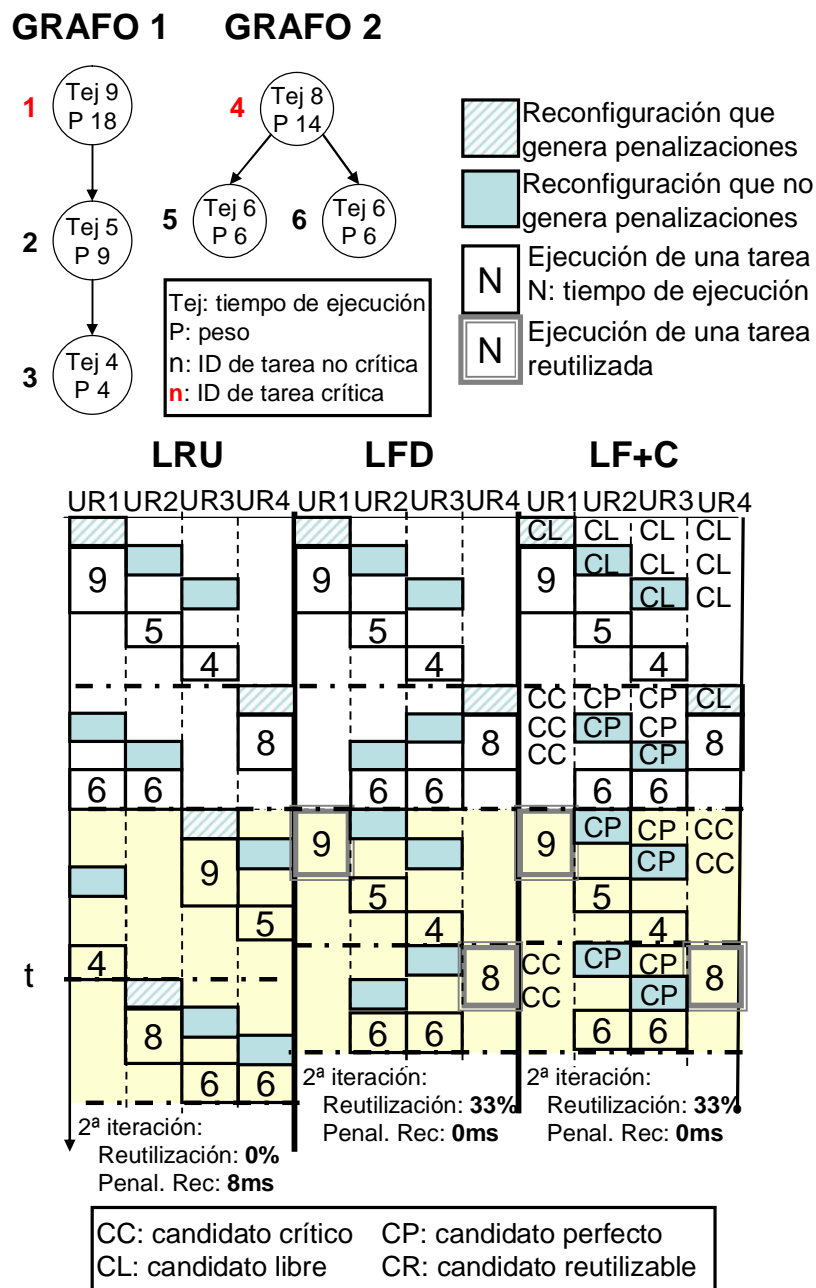 GRAFO 1 GRAFO 2
1 Tej 9
P 18
4 Tej 8
P 14
2 Tej 5
P 9
5 Tej 6
P 6
6 Tej 6
P 6
3 Tej 4
P 4
Reconfiguración que
genera penalizaciones
Reconfiguración que no
genera penalizaciones
N
Ejecución de una tarea
N: tiempo de ejecución
N
Ejecución de una tarea
reutilizada
Tej: tiempo de ejecución
P: peso
n: ID de tarea no crítica
n: ID de tarea crítica
LRU LFD LF+C
UR1 UR2 UR3 UR4 UR1 UR2 UR3 UR4 UR1 UR2 UR3 UR4
CL CL CL CL
9 9 9 CL CL CL
CL CL
5 5 5
4 4 4
CC CP CP CL
8 8 CC CP CP 8
CC CP
6 6 6 6 6 6
9 9 9 CP CP CC
CP CC
5 5 5
4 4 4
t
8 8 CC CP CP 8
CC CP
6 6 6 6 6 6
2ª iteración:
Reutilización: 0%
Penal. Rec: 8ms
2ª iteración:
Reutilización: 33%
Penal. Rec: 0ms
2ª iteración:
Reutilización: 33%
Penal. Rec: 0ms
CC: candidato crítico CP: candidato perfecto
CL: candidato libre CR: candidato reutilizable